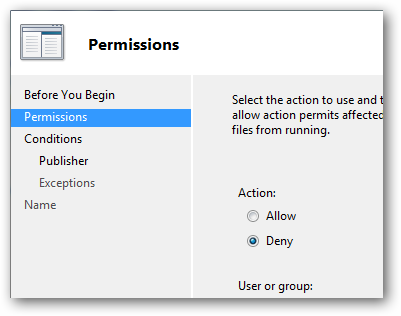 Permissions
Before You Begin
Permissions
Conditions
Publisher
Exceptions
Name
Select the action to use and t
allow action permits affected
files from running.
Action:
Allow
Deny
User or group: